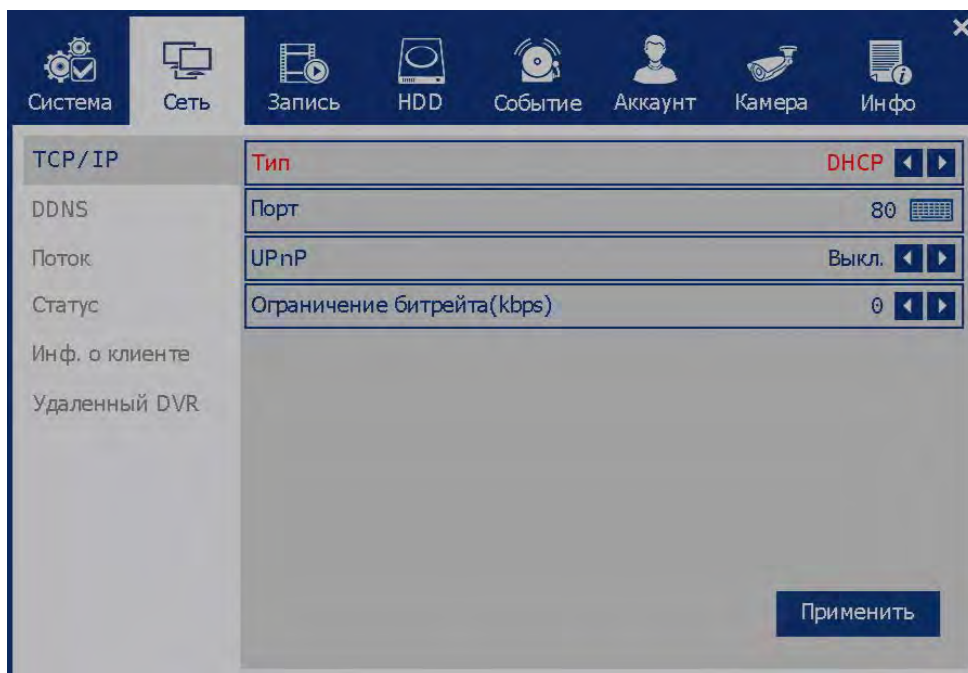 Система Сеть Запись HDD Событие Аккаунт Камера Инфо
TCP/IP
DDNS
Поток
Статус
Инф. о клиенте
Удаленный DVR
Тип DHCP
Порт 80
UPnP Выкл.
Ограничение битрейта(kbps) 0
Применить